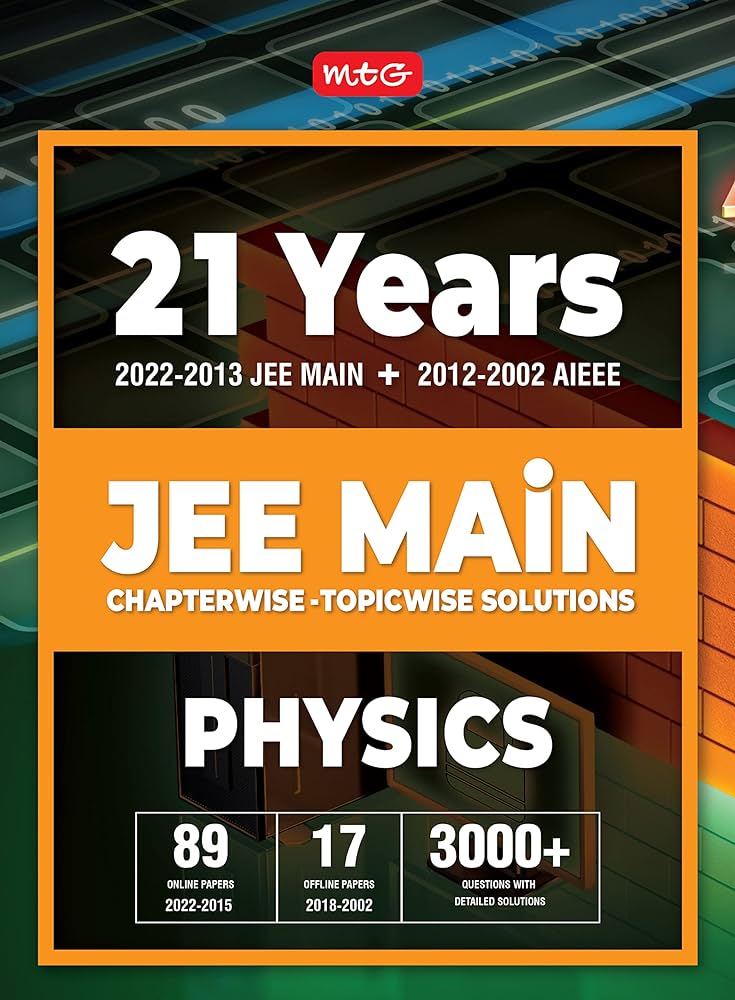 mtG
21 Years
2022-2013 JEE MAIN + 2012-2002 AIEEE
JEE MAiN
CHAPTERWISE-TOPICWISE SOLUTIONS
PHYSICS
89
ONLINE PAPERS
2022-2015
17
OFFLINE PAPERS
2018-2002
3000+
QUESTIONS WITH
DETAILED SOLUTIONS